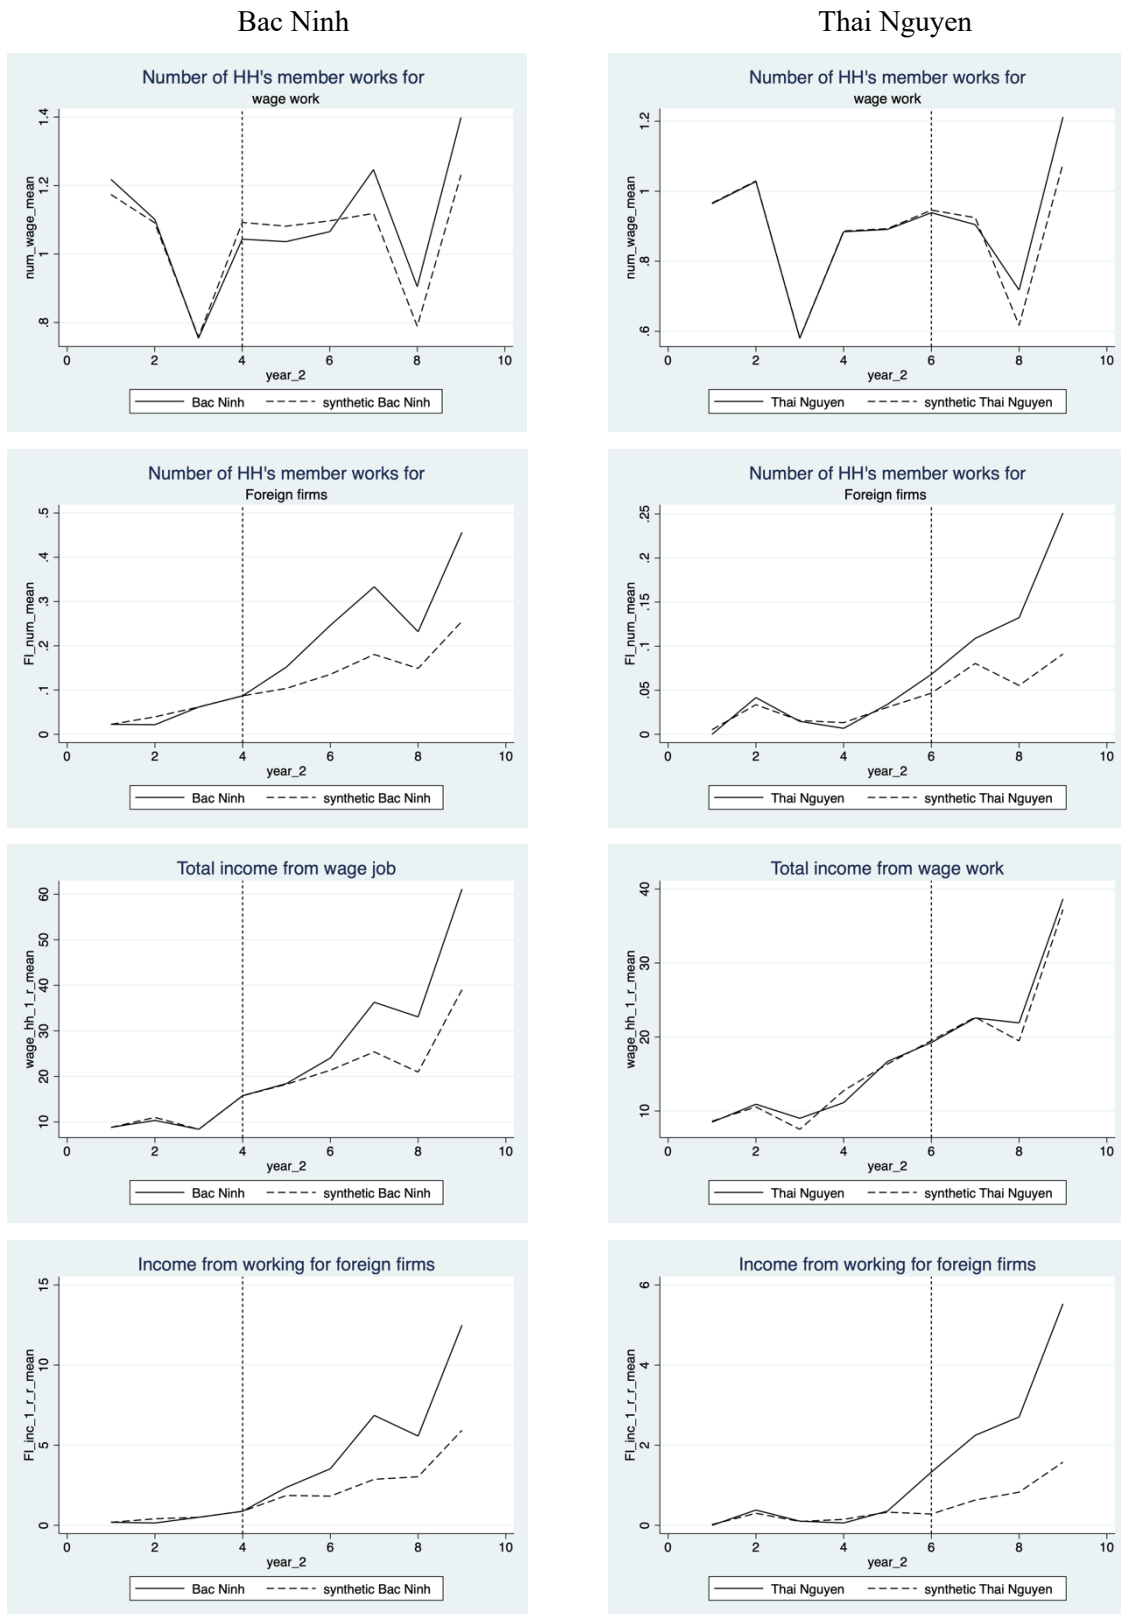 Bac Ninh
Thai Nguyen
Number of HH's member works for
wage work
num_wage_mean
1.4
1.2
1
.8
0 2 4 6 8 10
year_2
Bac Ninh synthetic Bac Ninh
Number of HH's member works for
wage work
num_wage_mean
1.2
1
.8
.6
0 2 4 6 8 10
year_2
Thai Nguyen synthetic Thai Nguyen
Number of HH's member works for
Foreign firms
FI_num_mean
.5
.4
.3
.2
.1
0
0 2 4 6 8 10
year_2
Bac Ninh synthetic Bac Ninh
Number of HH's member works for
Foreign firms
FI_num_mean
.25
.2
.15
.1
.05
0
0 2 4 6 8 10
year_2
Thai Nguyen synthetic Thai Nguyen
Total income from wage job
wage_hh_1_r_mean
60
50
40
30
20
10
0 2 4 6 8 10
year_2
Bac Ninh synthetic Bac Ninh
Total income from wage work
wage_hh_1_r_mean
40
30
20
10
0 2 4 6 8 10
year_2
Thai Nguyen synthetic Thai Nguyen
Income from working for foreign firms
FI_inc_1_r_r_mean
15
10
5
0
0 2 4 6 8 10
year_2
Bac Ninh synthetic Bac Ninh
Income from working for foreign firms
FI_inc_1_r_r_mean
6
4
2
0
0 2 4 6 8 10
year_2
Thai Nguyen synthetic Thai Nguyen